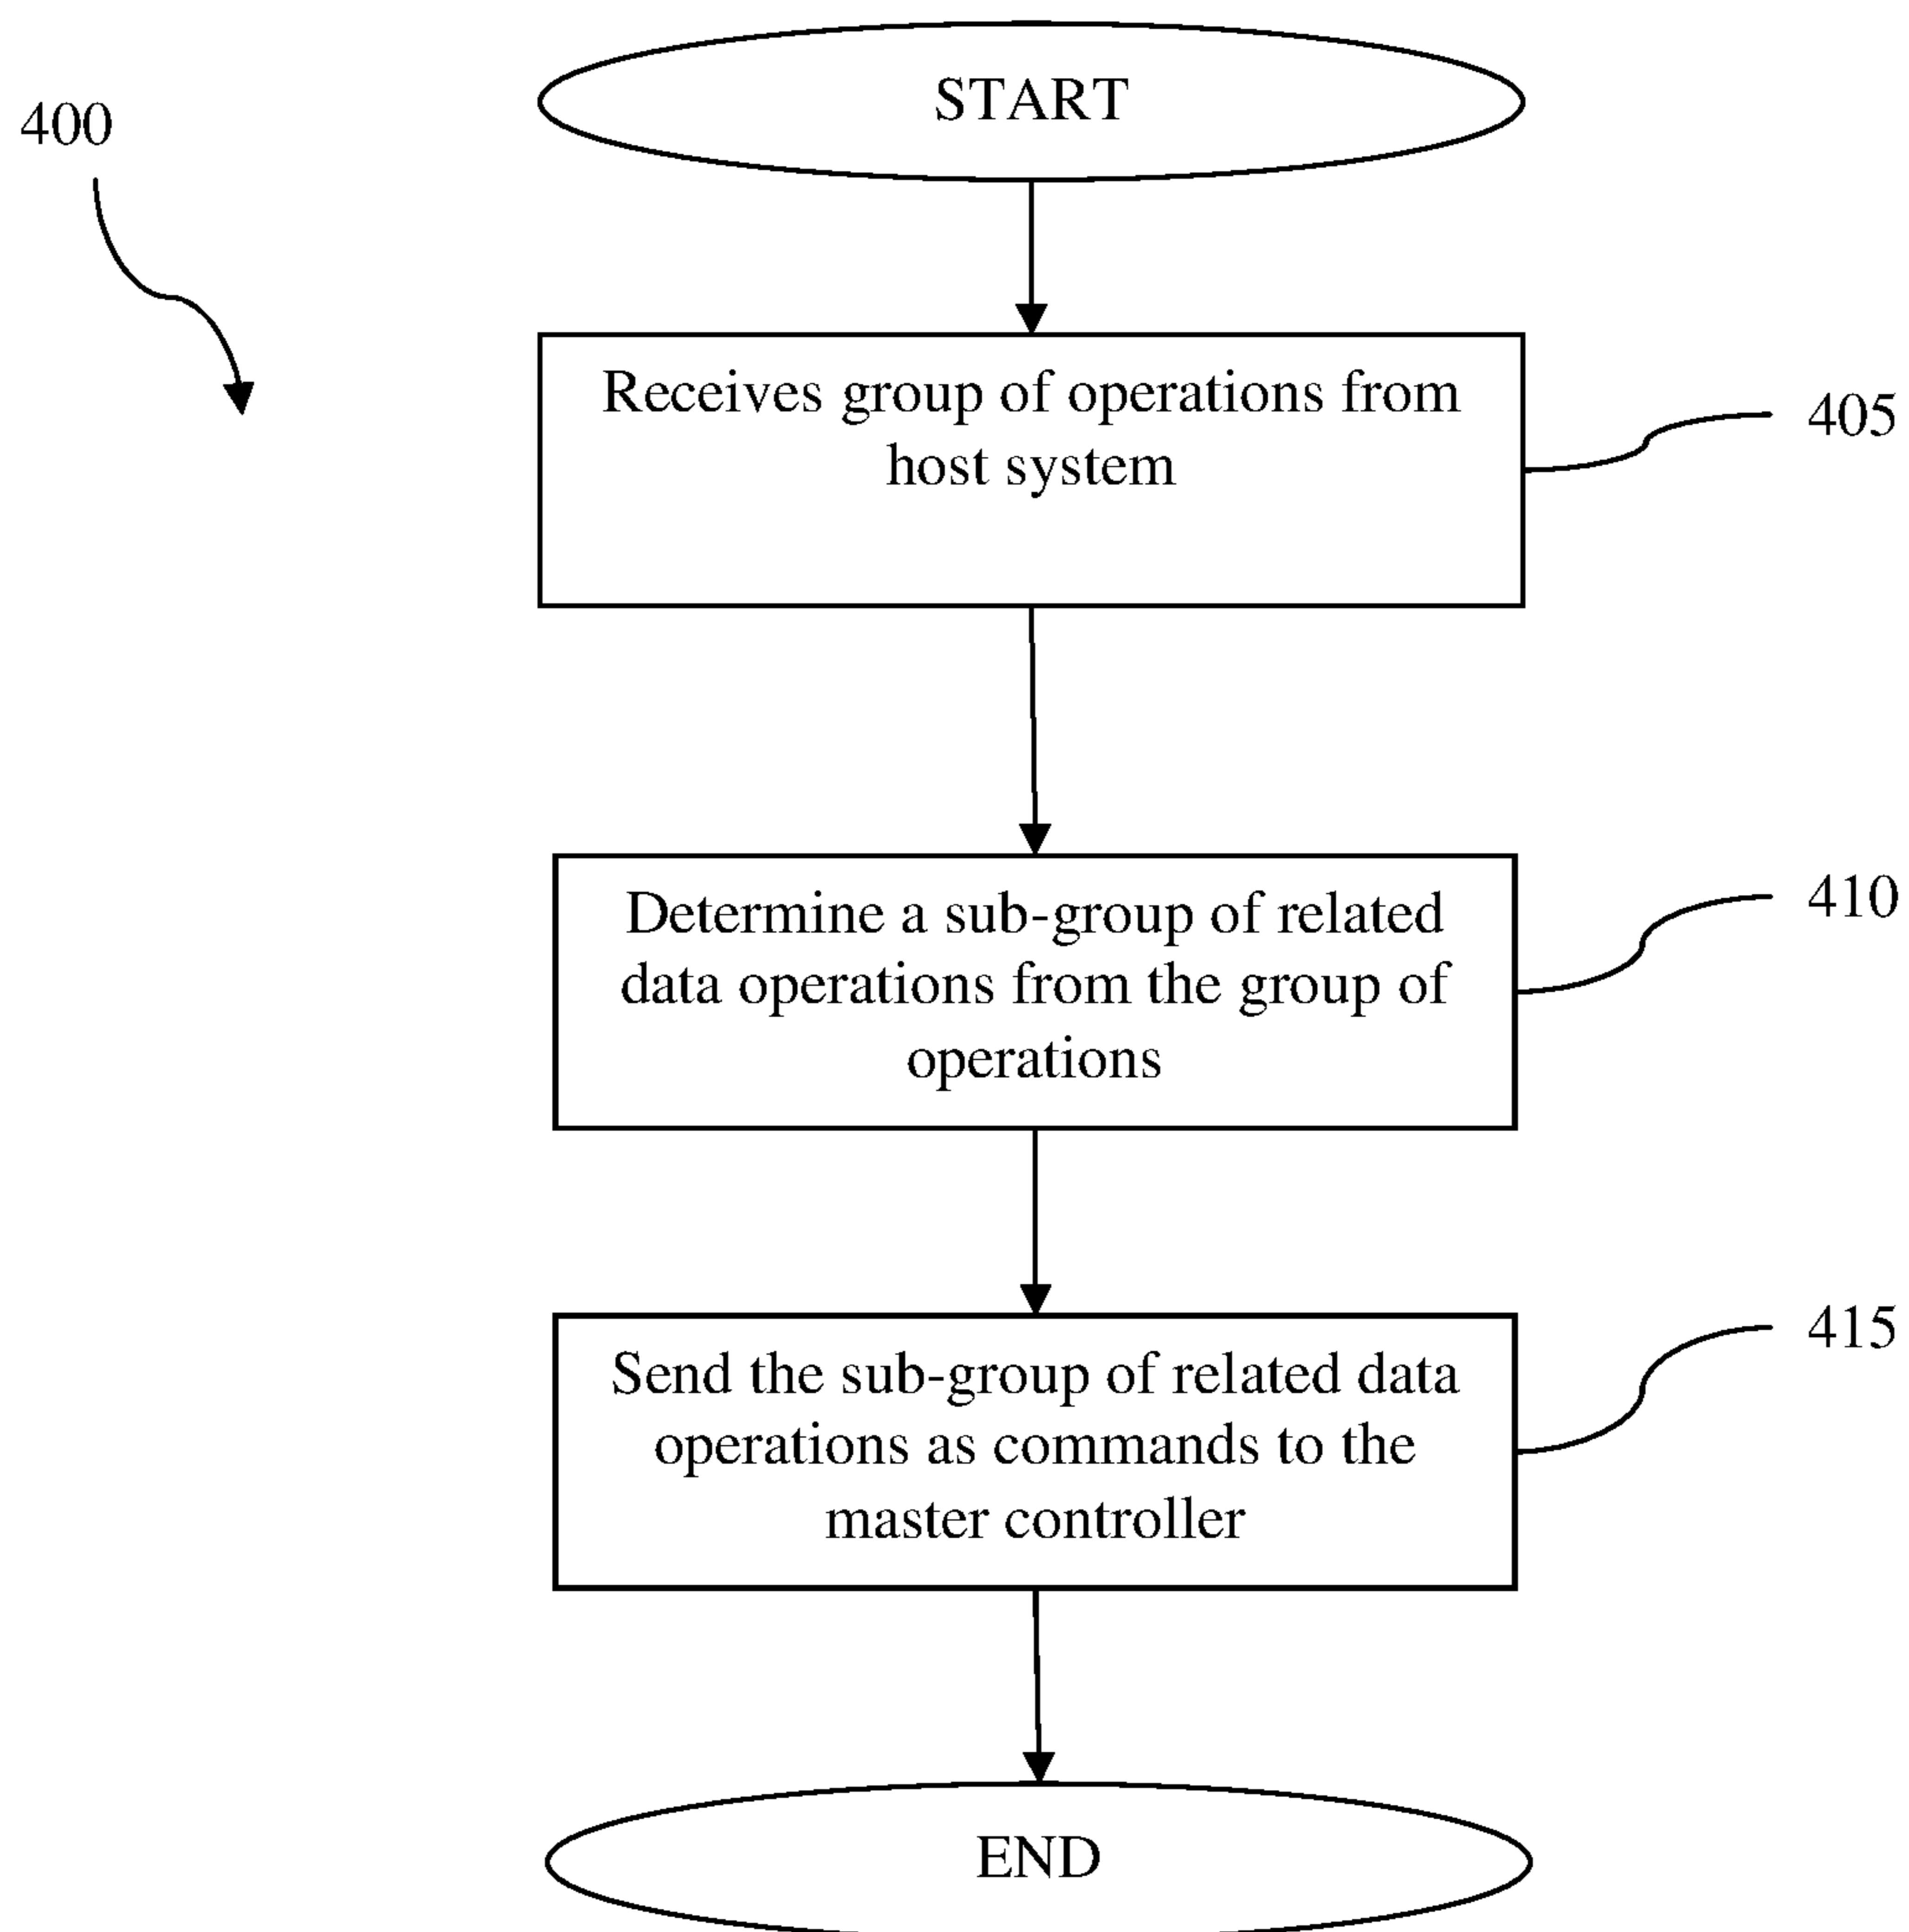 START
400
Receives group of operations from
host system
405
Determine a sub-group of related
data operations from the group of
operations
410
Send the sub-group of related data
operations as commands to the
master controller
415
END